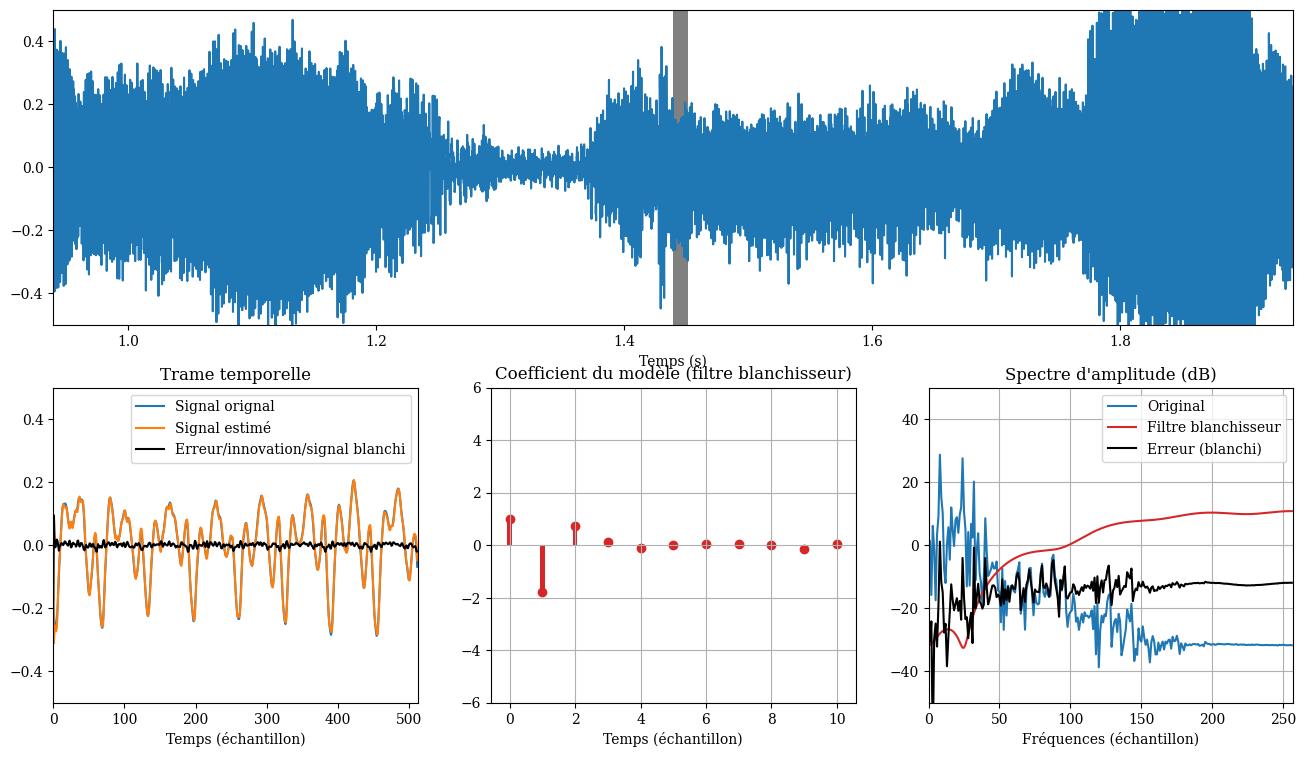 0.4
0.2
0.0
−0.2
−0.4
1.0 1.2 1.4 1.6 1.8
Temps (s)
Trame temporelle
Signal orignal
Signal estimé
Erreur/innovation/signal blanchi
0.4
0.2
0.0
−0.2
−0.4
0 100 200 300 400 500
Temps (échantillon)
Coefficient du modèle (filtre blanchisseur)
6
4
2
0
−2
−4
−6
0 2 4 6 8 10
Temps (échantillon)
Spectre d'amplitude (dB)
Original
Filtre blanchisseur
Erreur (blanchi)
40
20
0
−20
−40
0 50 100 150 200 250
Fréquences (échantillon)